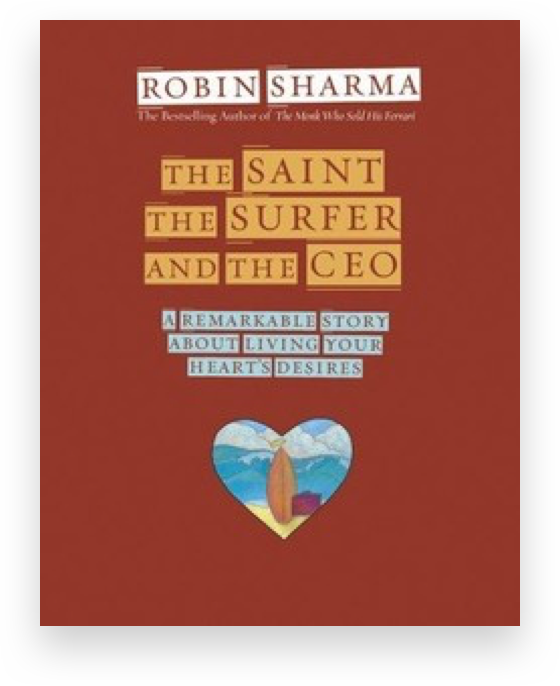 ROBIN SHARMA
The Bestselling Author of The Monk Who Sold His Ferrari
THE SAINT
THE SURFER
AND THE CEO
A REMARKABLE STORY
ABOUT LIVING YOUR
HEART'S DESIRES